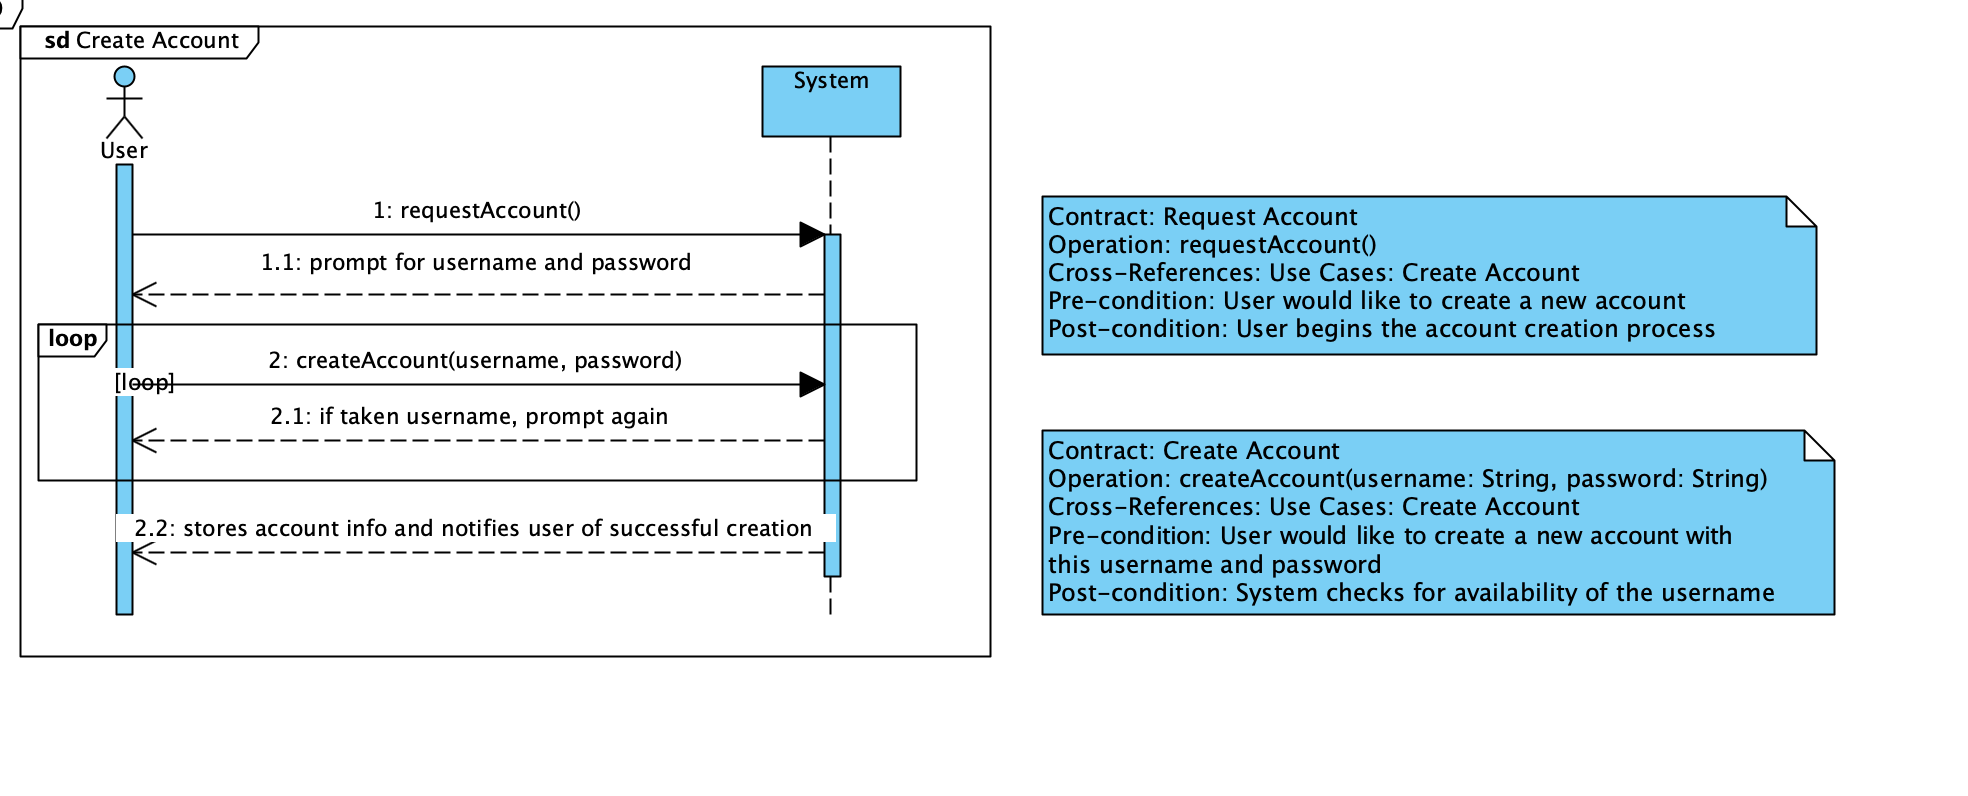 sd Create Account
User
System
1: requestAccount()
1.1: prompt for username and password
loop
2: createAccount(username, password)
[loop]
2.1: if taken username, prompt again
2.2: stores account info and notifies user of successful creation
Contract: Request Account
Operation: requestAccount()
Cross-References: Use Cases: Create Account
Pre-condition: User would like to create a new account
Post-condition: User begins the account creation process
Contract: Create Account
Operation: createAccount(username: String, password: String)
Cross-References: Use Cases: Create Account
Pre-condition: User would like to create a new account with
this username and password
Post-condition: System checks for availability of the username